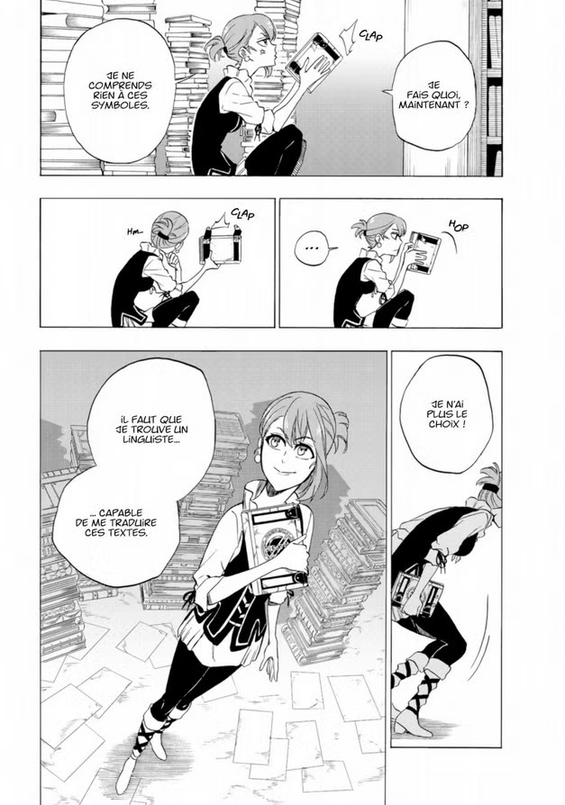 JE
FAIS QUOI,
MAINTENANT ?
CLAP
JE NE
COMPRENDS
RIEN À CES
SYMBOLES.
HOP
...
CLAP
HM...
JE N'AI
PLUS LE
CHOIX !
IL FAUT QUE
JE TROUVE UN
LINGUISTE...
... CAPABLE
DE ME TRADUIRE
CES TEXTES.